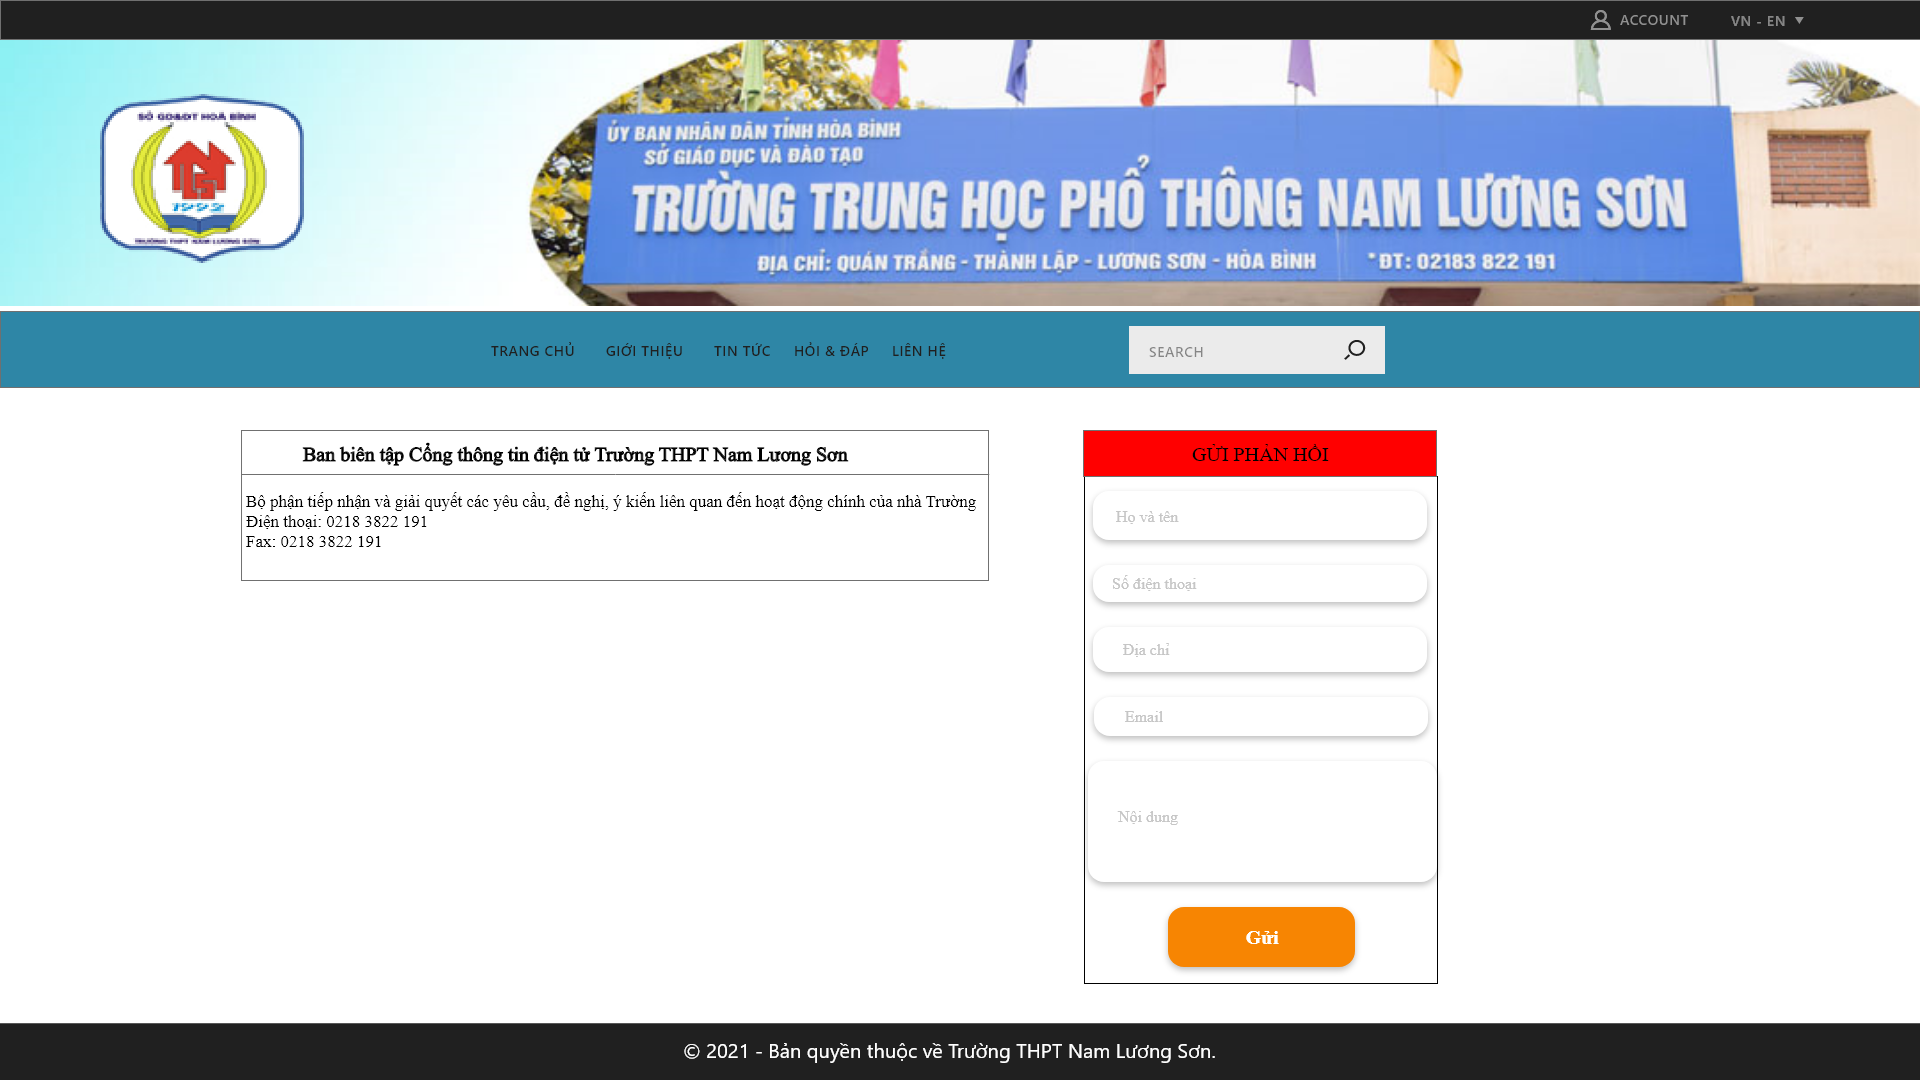 ACCOUNT
VN - EN
SỞ GD&ĐT HOÀ BÌNH
1992
TRƯỜNG THPT NAM LƯƠNG SƠN
ỦY BAN NHÂN DÂN TỈNH HÒA BÌNH
SỞ GIÁO DỤC VÀ ĐÀO TẠO
TRƯỜNG TRUNG HỌC PHỔ THÔNG NAM LƯƠNG SƠN
ĐỊA CHỈ: QUÁN TRẮNG - THÀNH LẬP - LƯƠNG SƠN - HÒA BÌNH *ĐT: 02183 822 191
TRANG CHỦ GIỚI THIỆU TIN TỨC HỎI & ĐÁP LIÊN HỆ SEARCH
Ban biên tập Cổng thông tin điện tử Trường THPT Nam Lương Sơn
Bộ phận tiếp nhận và giải quyết các yêu cầu, đề nghị, ý kiến liên quan đến hoạt động chính của nhà Trường
Điện thoại: 0218 3822 191
Fax: 0218 3822 191
GỬI PHẢN HỒI
Họ và tên
Số điện thoại
Địa chỉ
Email
Nội dung
Gửi
© 2021 - Bản quyền thuộc về Trường THPT Nam Lương Sơn.